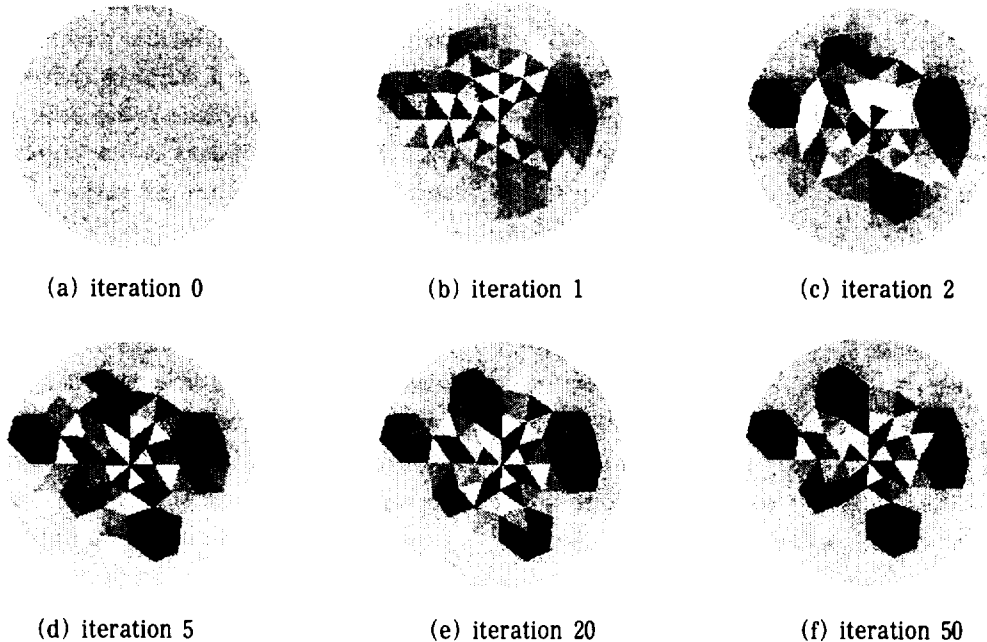 (a) iteration 0
(b) iteration 1
(c) iteration 2
(d) iteration 5
(e) iteration 20
(f) iteration 50